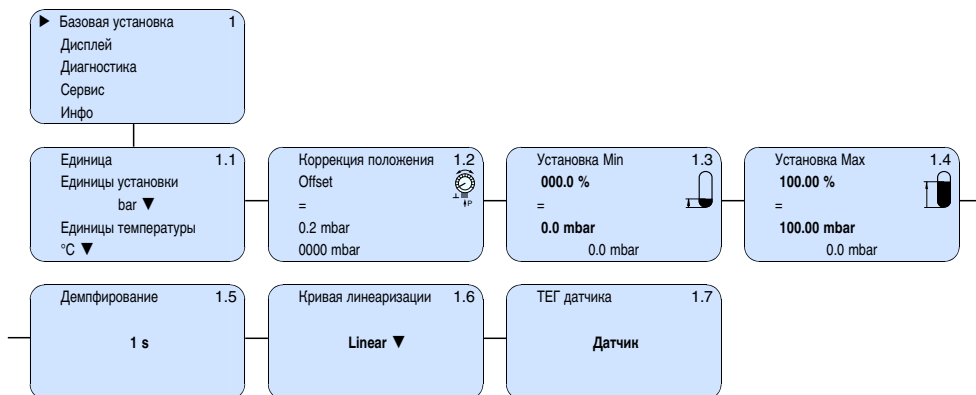 ▶ Базовая установка 1
Дисплей
Диагностика
Сервис
Инфо
Единица 1.1
Единицы установки
bar ▼
Единицы температуры
°C ▼
Коррекция положения 1.2
Offset
=
0.2 mbar
0000 mbar
P
Установка Min 1.3
000.0 %
=
0.0 mbar
0.0 mbar
Установка Max 1.4
100.00 %
=
100.00 mbar
0.0 mbar
Демпфирование 1.5
1 s
Кривая линеаризации 1.6
Linear ▼
ТЕГ датчика 1.7
Датчик